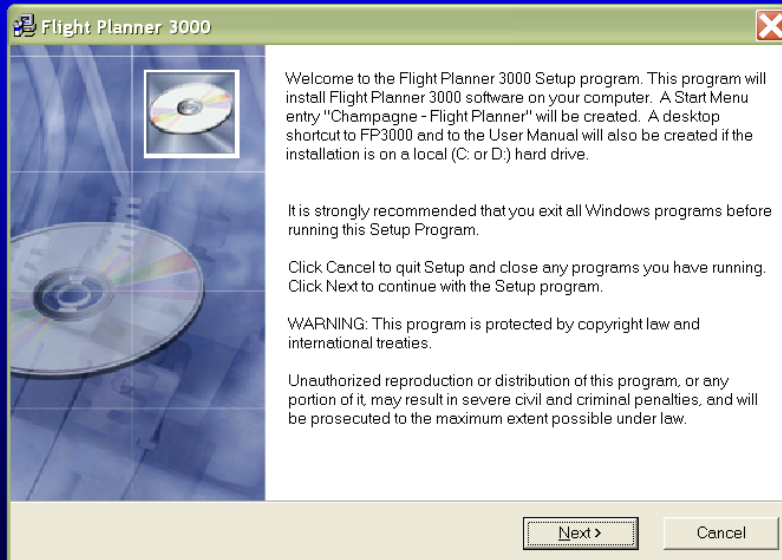 Flight Planner 3000
Welcome to the Flight Planner 3000 Setup program. This program will
install Flight Planner 3000 software on your computer. A Start Menu
entry "Champagne - Flight Planner" will be created. A desktop
shortcut to FP3000 and to the User Manual will also be created if the
installation is on a local (C: or D:) hard drive.
It is strongly recommended that you exit all Windows programs before
running this Setup Program.
Click Cancel to quit Setup and close any programs you have running.
Click Next to continue with the Setup program.
WARNING: This program is protected by copyright law and
international treaties.
Unauthorized reproduction or distribution of this program, or any
portion of it, may result in severe civil and criminal penalties, and will
be prosecuted to the maximum extent possible under law.
Next > Cancel